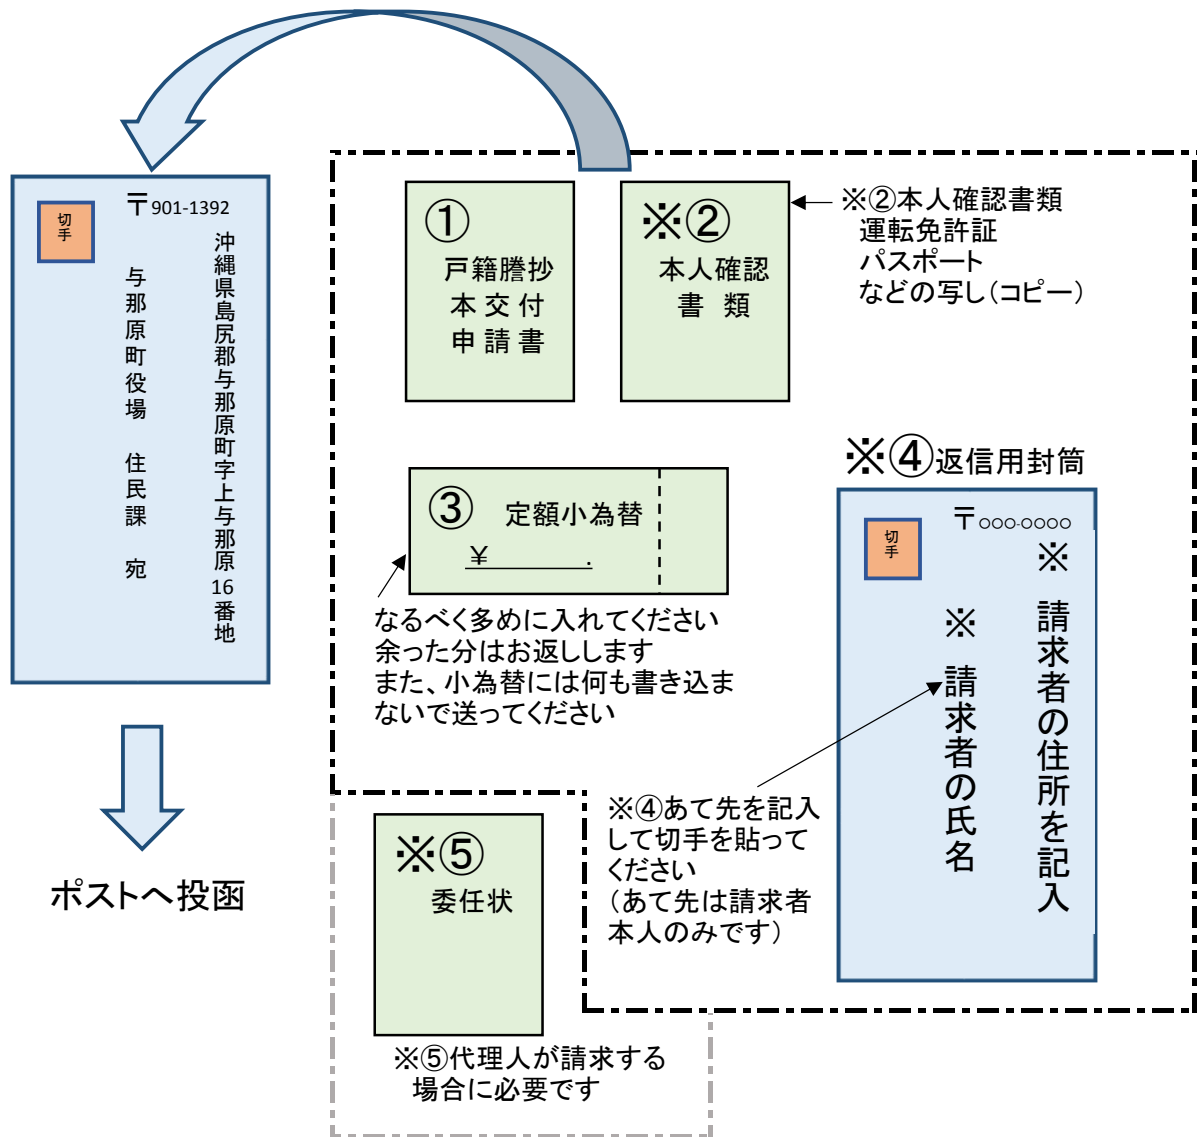 切手
〒901-1392
沖縄県島尻郡与那原町字上与那原16番地
与那原町役場 住民課 宛
ポストへ投函
①
戸籍謄抄
本交付
申請書
※②
本人確認
書類
※②本人確認書類
運転免許証
パスポート
などの写し(コピー)
③ 定額小為替
¥ .
なるべく多めに入れてください
余った分はお返しします
また、小為替には何も書き込ま
ないで送ってください
※④返信用封筒
切手
〒○○○-○○○○
※ 請求者の住所を記入
※ 請求者の氏名
※④あて先を記入
して切手を貼って
ください
(あて先は請求者
本人のみです)
※⑤
委任状
※⑤代理人が請求する
場合に必要です